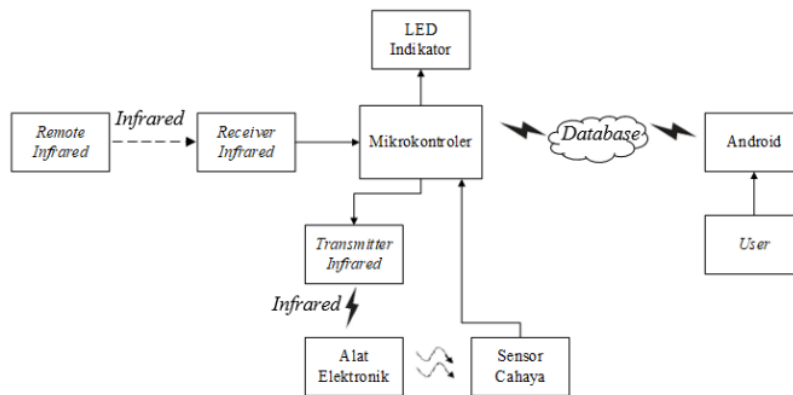 LED
Indikator
Infrared
Remote
Infrared
Receiver
Infrared
Mikrokontroler
Database
Android
Transmitter
Infrared
User
Infrared
Alat
Elektronik
Sensor
Cahaya